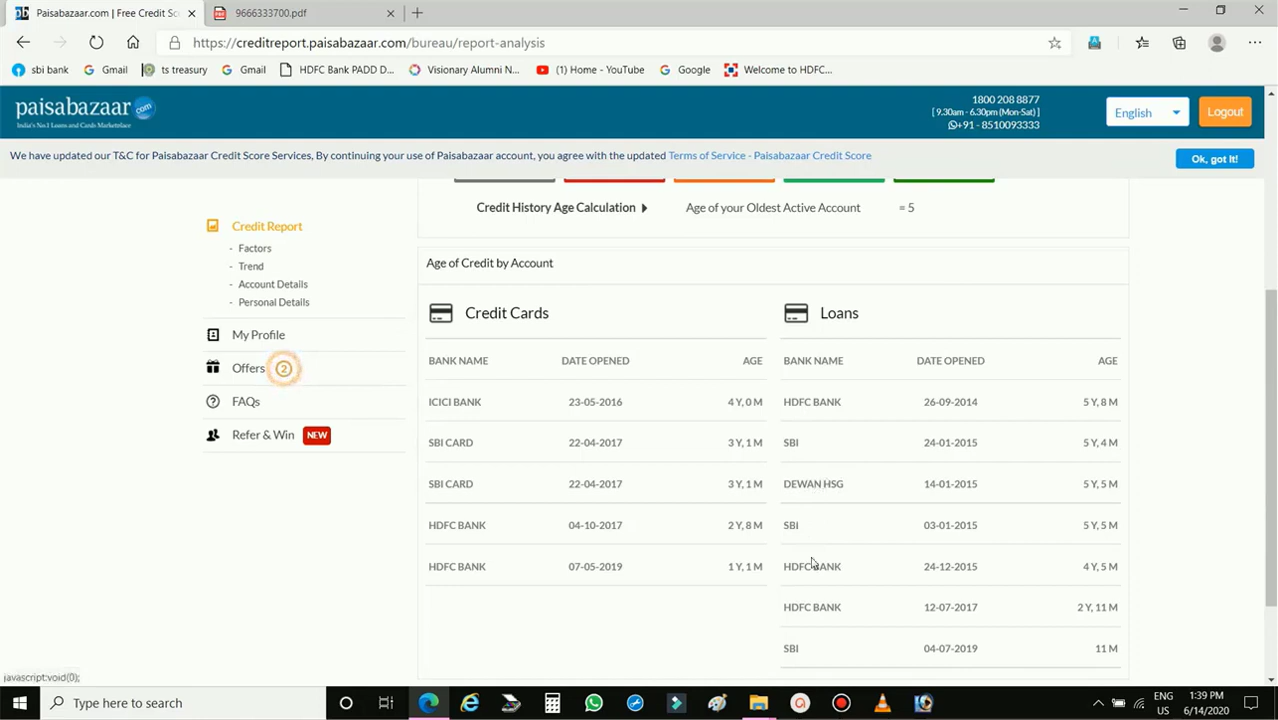 Paisabazaar.com | Free Credit Sc
9666333700.pdf
https://creditreport.paisabazaar.com/bureau/report-analysis
sbi bank
Gmail
ts treasury
Gmail
HDFC Bank PADD D...
Visionary Alumni N...
(1) Home - YouTube
Google
Welcome to HDFC...
paisabazaar.com
India's No.1 Loans and Cards Marketplace
1800 208 8877
[ 9.30am - 6.30pm (Mon-Sat) ]
+91 - 8510093333
English
Logout
We have updated our T&C for Paisabazaar Credit Score Services, By continuing your use of Paisabazaar account, you agree with the updated Terms of Service - Paisabazaar Credit Score
Ok, got It!
Credit Report
- Factors
- Trend
- Account Details
- Personal Details
My Profile
Offers 2
FAQs
Refer & Win NEW
Credit History Age Calculation Age of your Oldest Active Account = 5
Age of Credit by Account
Credit Cards
BANK NAME DATE OPENED AGE
ICICI BANK 23-05-2016 4 Y, 0 M
SBI CARD 22-04-2017 3 Y, 1 M
SBI CARD 22-04-2017 3 Y, 1 M
HDFC BANK 04-10-2017 2 Y, 8 M
HDFC BANK 07-05-2019 1 Y, 1 M
Loans
BANK NAME DATE OPENED AGE
HDFC BANK 26-09-2014 5 Y, 8 M
SBI 24-01-2015 5 Y, 4 M
DEWAN HSG 14-01-2015 5 Y, 5 M
SBI 03-01-2015 5 Y, 5 M
HDFC BANK 24-12-2015 4 Y, 5 M
HDFC BANK 12-07-2017 2 Y, 11 M
SBI 04-07-2019 11 M
javascript:void(0);
Type here to search
ENG
US
1:39 PM
6/14/2020